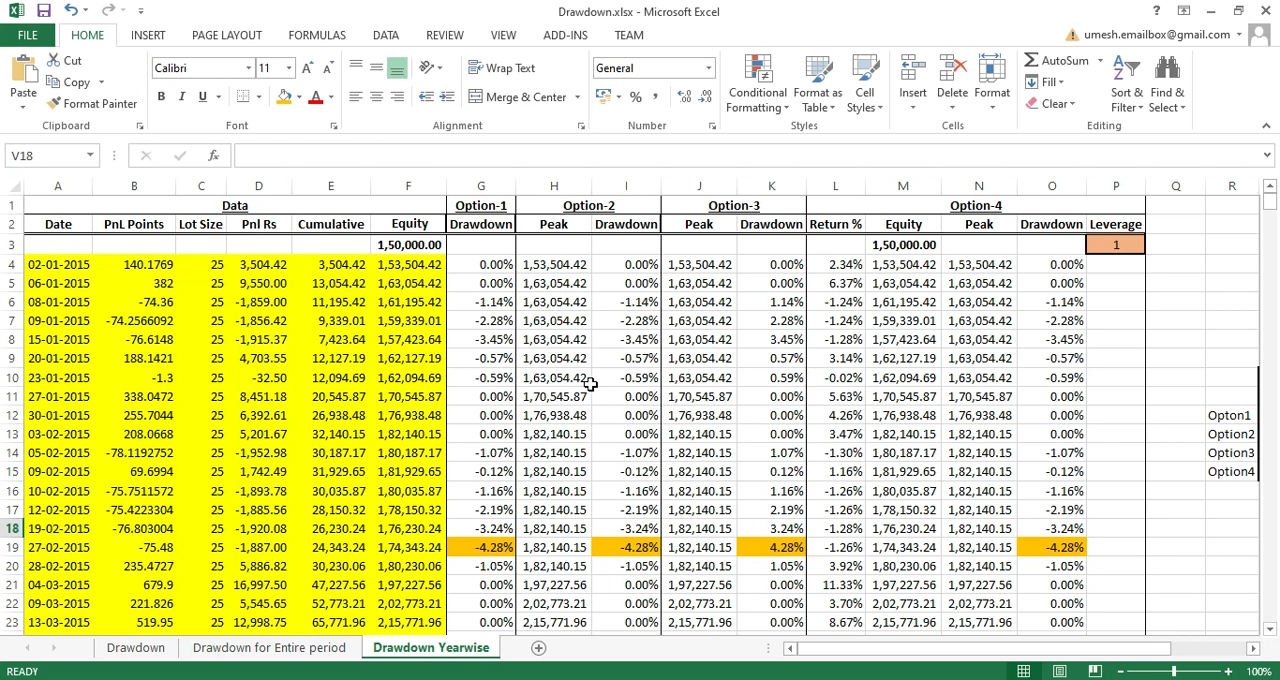 Drawdown.xlsx - Microsoft Excel
FILE HOME INSERT PAGE LAYOUT FORMULAS DATA REVIEW VIEW ADD-INS TEAM umesh.emailbox@gmail.com
Cut Calibri 11 Wrap Text General AutoSum
Copy Fill
Paste Format Painter B I U Merge & Center % Conditional Formatting Format as Table Cell Styles Insert Delete Format Clear Sort & Filter Find & Select
Clipboard Font Alignment Number Styles Cells Editing
V18 fx
A B C D E F G H I J K L M N O P Q R
1 Data Option-1 Option-2 Option-3 Option-4
2 Date PnL Points Lot Size Pnl Rs Cumulative Equity Drawdown Peak Drawdown Peak Drawdown Return % Equity Peak Drawdown Leverage
3 1,50,000.00 1,50,000.00 1
4 02-01-2015 140.1769 25 3,504.42 3,504.42 1,53,504.42 0.00% 1,53,504.42 0.00% 1,53,504.42 0.00% 2.34% 1,53,504.42 1,53,504.42 0.00%
5 06-01-2015 382 25 9,550.00 13,054.42 1,63,054.42 0.00% 1,63,054.42 0.00% 1,63,054.42 0.00% 6.37% 1,63,054.42 1,63,054.42 0.00%
6 08-01-2015 -74.36 25 -1,859.00 11,195.42 1,61,195.42 -1.14% 1,63,054.42 -1.14% 1,63,054.42 1.14% -1.24% 1,61,195.42 1,63,054.42 -1.14%
7 09-01-2015 -74.2566092 25 -1,856.42 9,339.01 1,59,339.01 -2.28% 1,63,054.42 -2.28% 1,63,054.42 2.28% -1.24% 1,59,339.01 1,63,054.42 -2.28%
8 15-01-2015 -76.6148 25 -1,915.37 7,423.64 1,57,423.64 -3.45% 1,63,054.42 -3.45% 1,63,054.42 3.45% -1.28% 1,57,423.64 1,63,054.42 -3.45%
9 20-01-2015 188.1421 25 4,703.55 12,127.19 1,62,127.19 -0.57% 1,63,054.42 -0.57% 1,63,054.42 0.57% 3.14% 1,62,127.19 1,63,054.42 -0.57%
10 23-01-2015 -1.3 25 -32.50 12,094.69 1,62,094.69 -0.59% 1,63,054.42 -0.59% 1,63,054.42 0.59% -0.02% 1,62,094.69 1,63,054.42 -0.59%
11 27-01-2015 338.0472 25 8,451.18 20,545.87 1,70,545.87 0.00% 1,70,545.87 0.00% 1,70,545.87 0.00% 5.63% 1,70,545.87 1,70,545.87 0.00%
12 30-01-2015 255.7044 25 6,392.61 26,938.48 1,76,938.48 0.00% 1,76,938.48 0.00% 1,76,938.48 0.00% 4.26% 1,76,938.48 1,76,938.48 0.00% Opton1
13 03-02-2015 208.0668 25 5,201.67 32,140.15 1,82,140.15 0.00% 1,82,140.15 0.00% 1,82,140.15 0.00% 3.47% 1,82,140.15 1,82,140.15 0.00% Option2
14 05-02-2015 -78.1192752 25 -1,952.98 30,187.17 1,80,187.17 -1.07% 1,82,140.15 -1.07% 1,82,140.15 1.07% -1.30% 1,80,187.17 1,82,140.15 -1.07% Option3
15 09-02-2015 69.6994 25 1,742.49 31,929.65 1,81,929.65 -0.12% 1,82,140.15 -0.12% 1,82,140.15 0.12% 1.16% 1,81,929.65 1,82,140.15 -0.12% Option4
16 10-02-2015 -75.7511572 25 -1,893.78 30,035.87 1,80,035.87 -1.16% 1,82,140.15 -1.16% 1,82,140.15 1.16% -1.26% 1,80,035.87 1,82,140.15 -1.16%
17 12-02-2015 -75.4223304 25 -1,885.56 28,150.32 1,78,150.32 -2.19% 1,82,140.15 -2.19% 1,82,140.15 2.19% -1.26% 1,78,150.32 1,82,140.15 -2.19%
18 19-02-2015 -76.803004 25 -1,920.08 26,230.24 1,76,230.24 -3.24% 1,82,140.15 -3.24% 1,82,140.15 3.24% -1.28% 1,76,230.24 1,82,140.15 -3.24%
19 27-02-2015 -75.48 25 -1,887.00 24,343.24 1,74,343.24 -4.28% 1,82,140.15 -4.28% 1,82,140.15 4.28% -1.26% 1,74,343.24 1,82,140.15 -4.28%
20 28-02-2015 235.4727 25 5,886.82 30,230.06 1,80,230.06 -1.05% 1,82,140.15 -1.05% 1,82,140.15 1.05% 3.92% 1,80,230.06 1,82,140.15 -1.05%
21 04-03-2015 679.9 25 16,997.50 47,227.56 1,97,227.56 0.00% 1,97,227.56 0.00% 1,97,227.56 0.00% 11.33% 1,97,227.56 1,97,227.56 0.00%
22 09-03-2015 221.826 25 5,545.65 52,773.21 2,02,773.21 0.00% 2,02,773.21 0.00% 2,02,773.21 0.00% 3.70% 2,02,773.21 2,02,773.21 0.00%
23 13-03-2015 519.95 25 12,998.75 65,771.96 2,15,771.96 0.00% 2,15,771.96 0.00% 2,15,771.96 0.00% 8.67% 2,15,771.96 2,15,771.96 0.00%
Drawdown Drawdown for Entire period Drawdown Yearwise
READY 100%